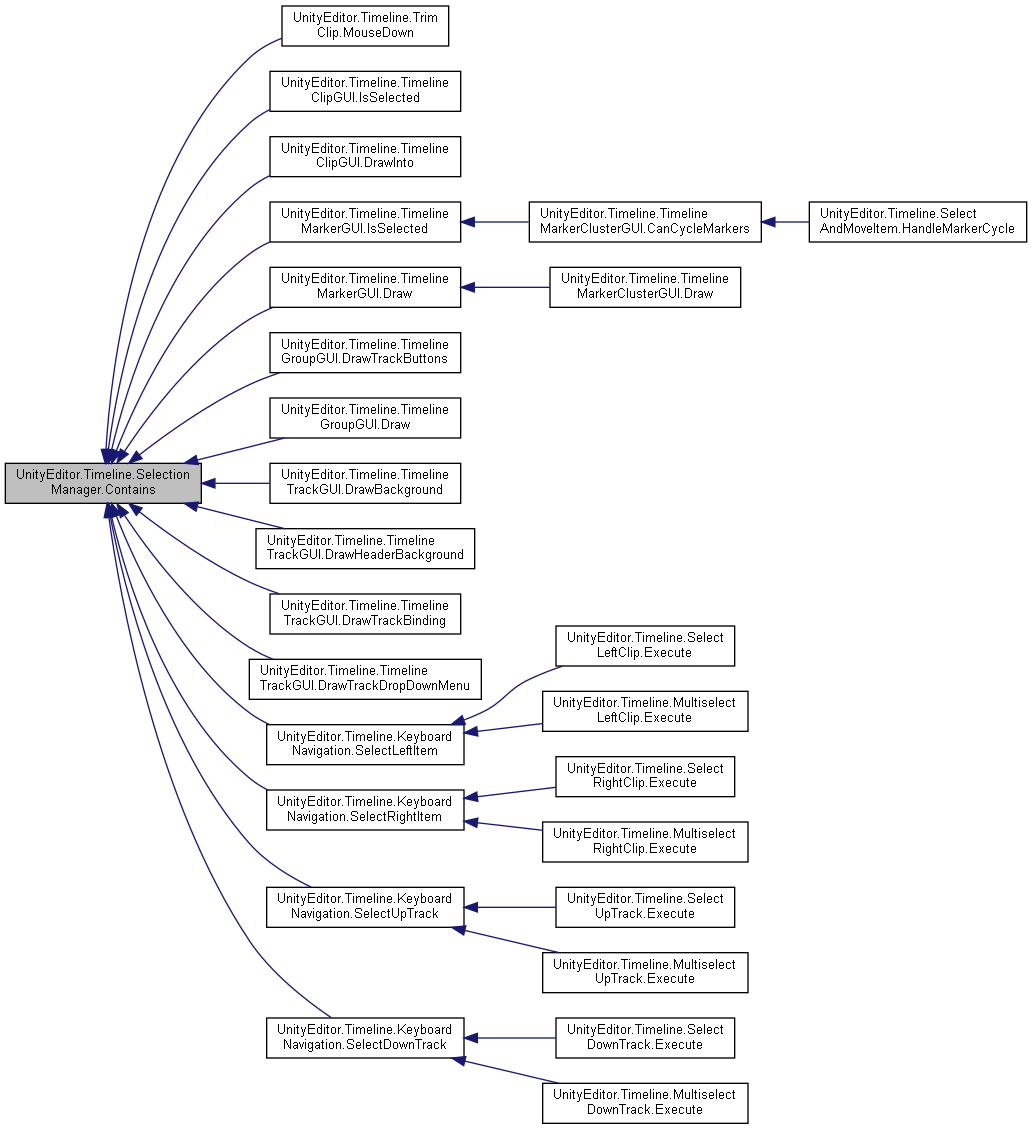 UnityEditor.Timeline.Trim
Clip.MouseDown
UnityEditor.Timeline.Timeline
ClipGUI.IsSelected
UnityEditor.Timeline.Timeline
ClipGUI.DrawInto
UnityEditor.Timeline.Timeline
MarkerGUI.IsSelected
UnityEditor.Timeline.Timeline
MarkerClusterGUI.CanCycleMarkers
UnityEditor.Timeline.Select
AndMoveItem.HandleMarkerCycle
UnityEditor.Timeline.Timeline
MarkerGUI.Draw
UnityEditor.Timeline.Timeline
MarkerClusterGUI.Draw
UnityEditor.Timeline.Timeline
GroupGUI.DrawTrackButtons
UnityEditor.Timeline.Timeline
GroupGUI.Draw
UnityEditor.Timeline.Selection
Manager.Contains
UnityEditor.Timeline.Timeline
TrackGUI.DrawBackground
UnityEditor.Timeline.Timeline
TrackGUI.DrawHeaderBackground
UnityEditor.Timeline.Timeline
TrackGUI.DrawTrackBinding
UnityEditor.Timeline.Timeline
TrackGUI.DrawTrackDropDownMenu
UnityEditor.Timeline.Select
LeftClip.Execute
UnityEditor.Timeline.Multiselect
LeftClip.Execute
UnityEditor.Timeline.Keyboard
Navigation.SelectLeftItem
UnityEditor.Timeline.Select
RightClip.Execute
UnityEditor.Timeline.Keyboard
Navigation.SelectRightItem
UnityEditor.Timeline.Multiselect
RightClip.Execute
UnityEditor.Timeline.Keyboard
Navigation.SelectUpTrack
UnityEditor.Timeline.Select
UpTrack.Execute
UnityEditor.Timeline.Multiselect
UpTrack.Execute
UnityEditor.Timeline.Keyboard
Navigation.SelectDownTrack
UnityEditor.Timeline.Select
DownTrack.Execute
UnityEditor.Timeline.Multiselect
DownTrack.Execute